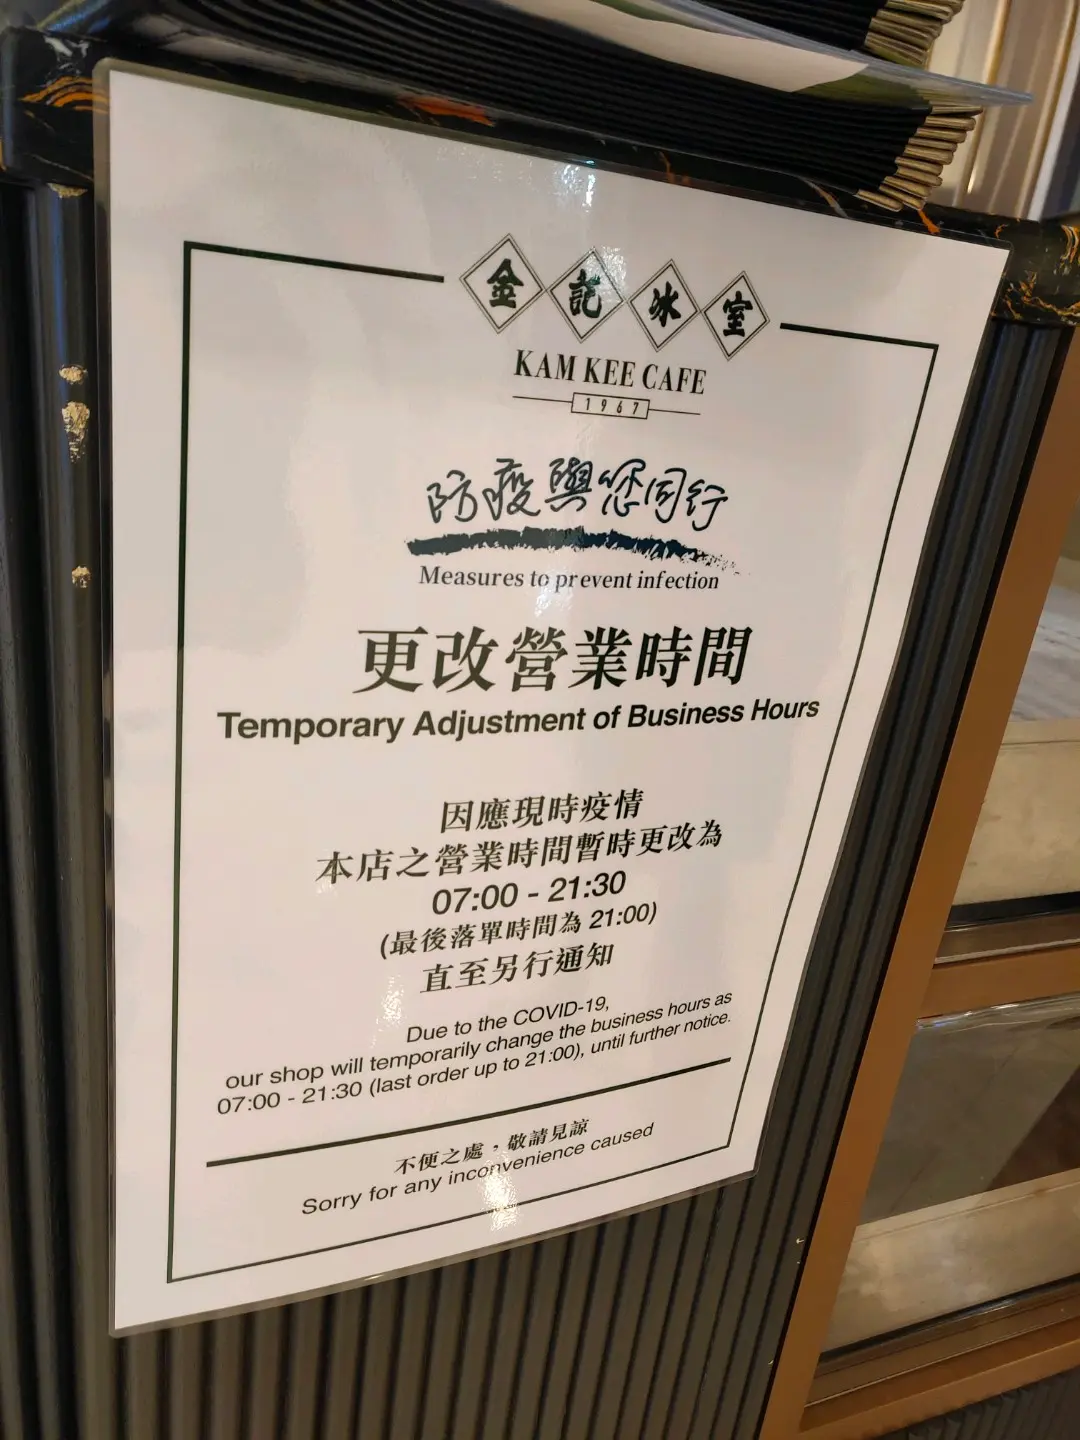 金記冰室
KAM KEE CAFE
1967
防疫與您同行
Measures to prevent infection
更改營業時間
Temporary Adjustment of Business Hours
因應現時疫情
本店之營業時間暫時更改為
07:00 - 21:30
(最後落單時間為 21:00)
直至另行通知
Due to the COVID-19,
our shop will temporarily change the business hours as
07:00 - 21:30 (last order up to 21:00), until further notice.
不便之處，敬請見諒
Sorry for any inconvenience caused